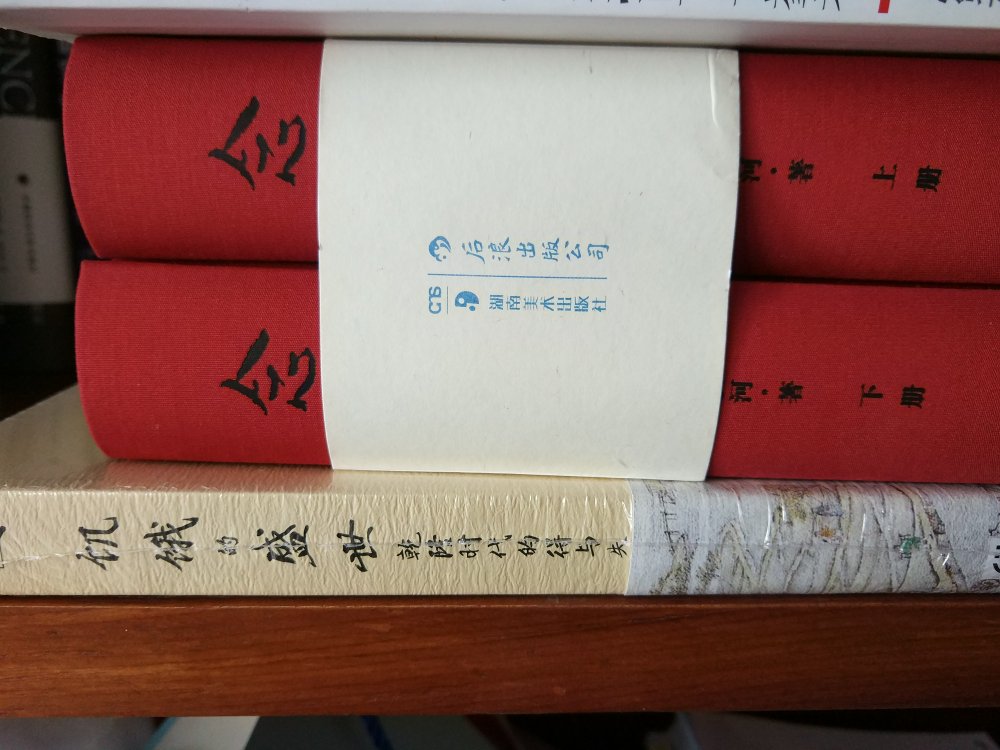 念
河·著 上册
后浪出版公司
CTS 湖南美术出版社
念
河·著 下册
饥饿的盛世 乾隆时代的得与失